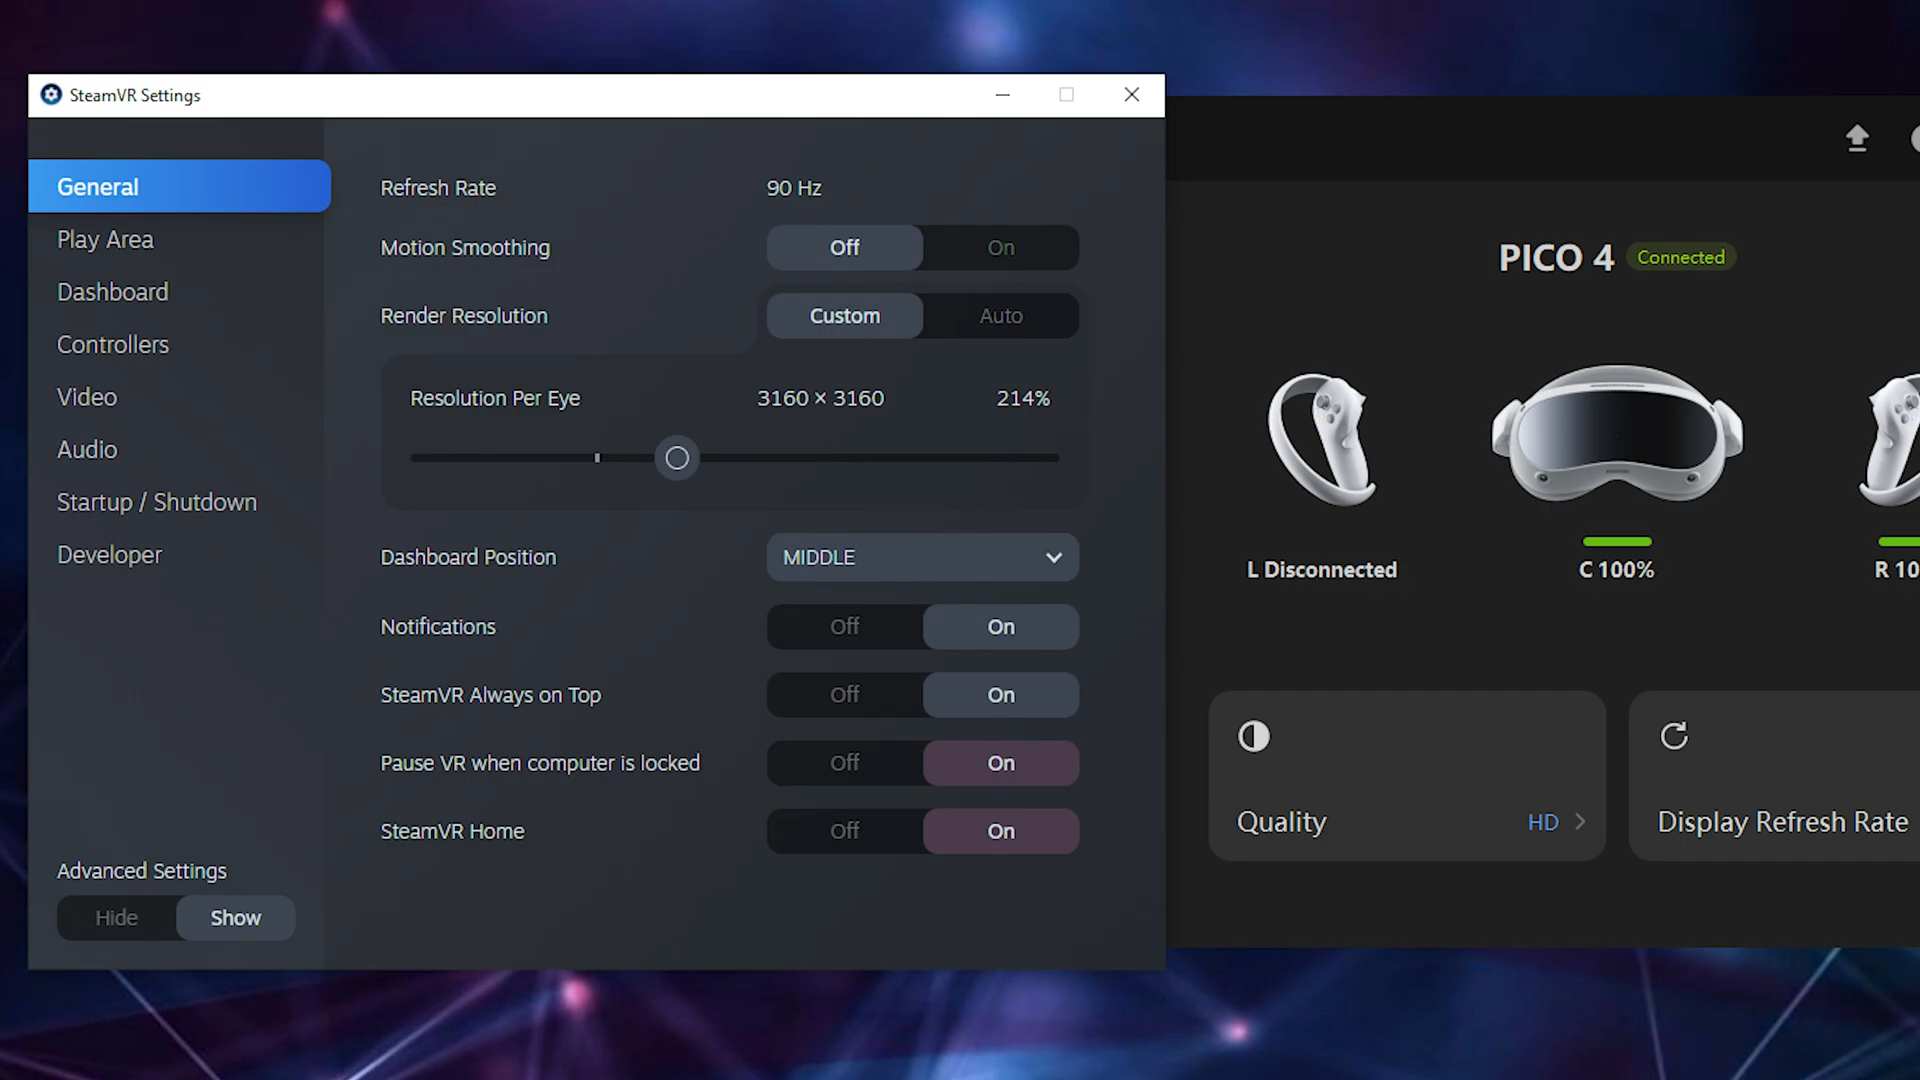 SteamVR Settings
General
Play Area
Dashboard
Controllers
Video
Audio
Startup / Shutdown
Developer
Advanced Settings
Hide Show
Refresh Rate 90 Hz
Motion Smoothing Off On
Render Resolution Custom Auto
Resolution Per Eye 3160 × 3160 214%
Dashboard Position MIDDLE
Notifications Off On
SteamVR Always on Top Off On
Pause VR when computer is locked Off On
SteamVR Home Off On
PICO 4 Connected
L Disconnected C 100% R 10
Quality HD
Display Refresh Rate